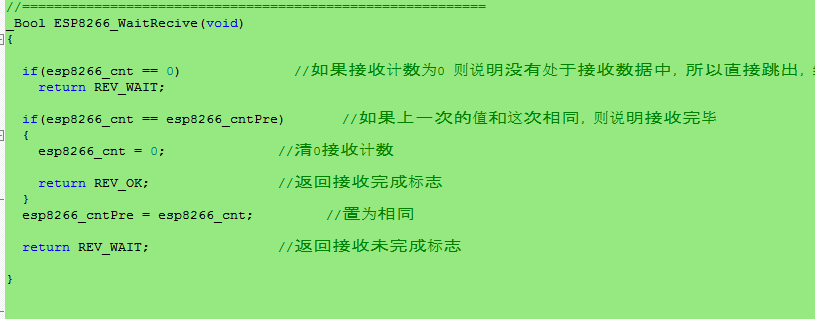 //==========================================================
_Bool ESP8266_WaitRecive(void)
{
if(esp8266_cnt == 0) //如果接收计数为0 则说明没有处于接收数据中，所以直接跳出，
return REV_WAIT;
if(esp8266_cnt == esp8266_cntPre) //如果上一次的值和这次相同，则说明接收完毕
{
esp8266_cnt = 0; //清0接收计数
return REV_OK; //返回接收完成标志
}
esp8266_cntPre = esp8266_cnt; //置为相同
return REV_WAIT; //返回接收未完成标志
}